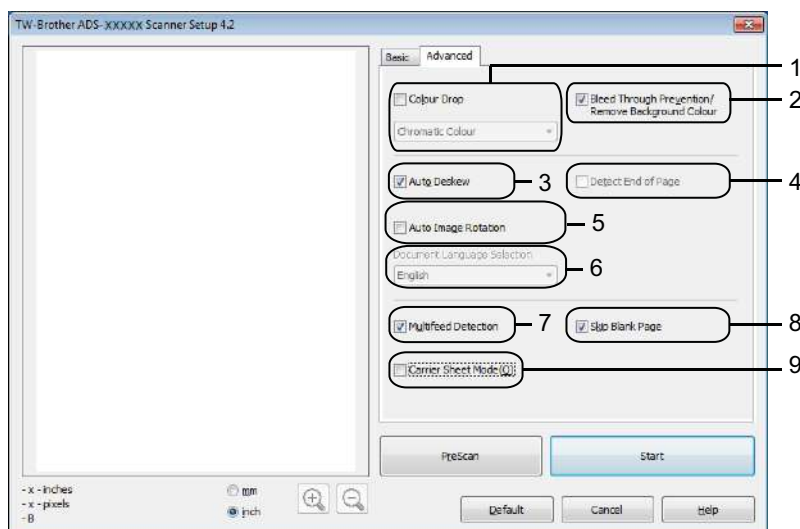 TW-Brother ADS-XXXXX Scanner Setup 4.2
Basic Advanced
1
Colour Drop
Chromatic Colour
Bleed Through Prevention/
Remove Background Colour
2
Auto Deskew
3
Detect End of Page
4
Auto Image Rotation
5
Document Language Selection
English
6
Multifeed Detection
7
Skip Blank Page
8
Carrier Sheet Mode(Q)
9
PreScan
Start
- x - inches
- x - pixels
- B
mm
inch
Default
Cancel
Help